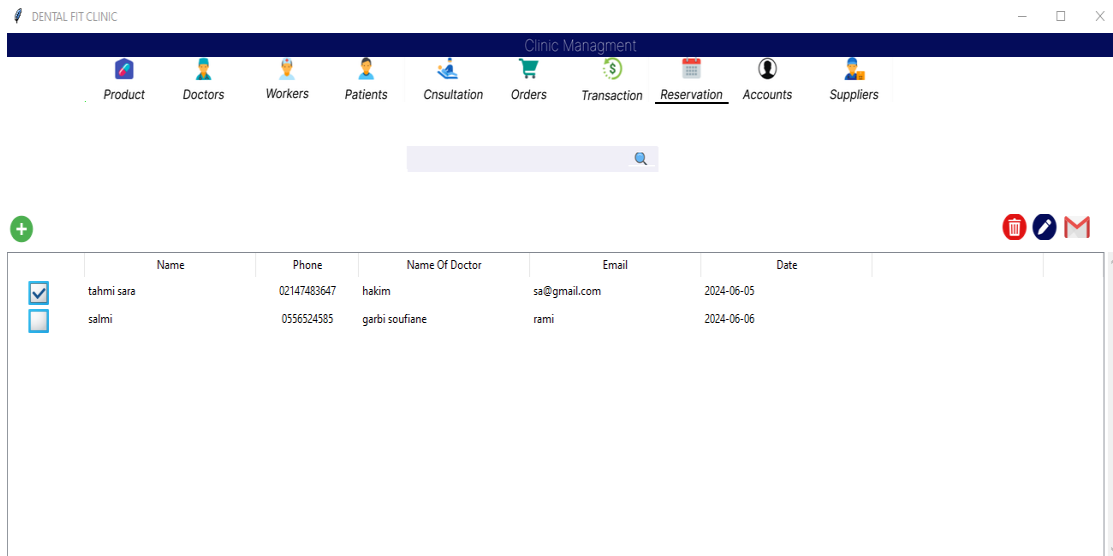 DENTAL FIT CLINIC
Clinic Managment
Product Doctors Workers Patients Cnsultation Orders Transaction Reservation Accounts Suppliers
Name Phone Name Of Doctor Email Date
tahmi sara 02147483647 hakim sa@gmail.com 2024-06-05
salmi 0556524585 garbi soufiane rami 2024-06-06